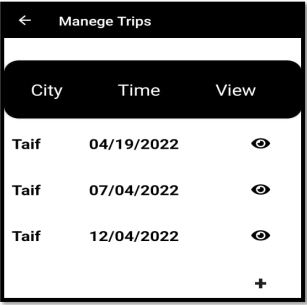 Manege Trips
City Time View
Taif 04/19/2022
Taif 07/04/2022
Taif 12/04/2022
+